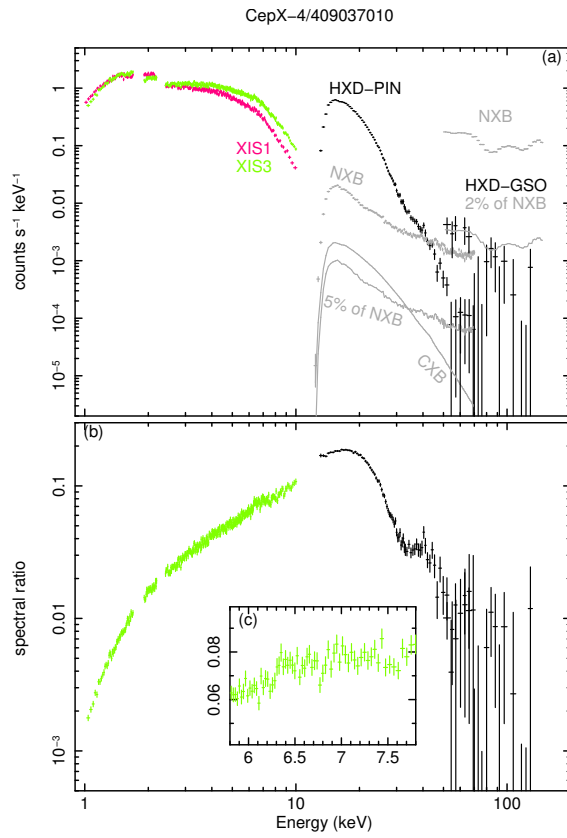 CepX−4/409037010
(a)
counts s⁻¹ keV⁻¹
1
0.1
0.01
10⁻³
10⁻⁴
10⁻⁵
HXD−PIN
NXB
XIS1
XIS3
NXB
HXD−GSO
2% of NXB
5% of NXB
CXB
(b)
spectral ratio
0.1
0.01
10⁻³
(c)
0.08
0.06
6 6.5 7 7.5
1 10 100
Energy (keV)